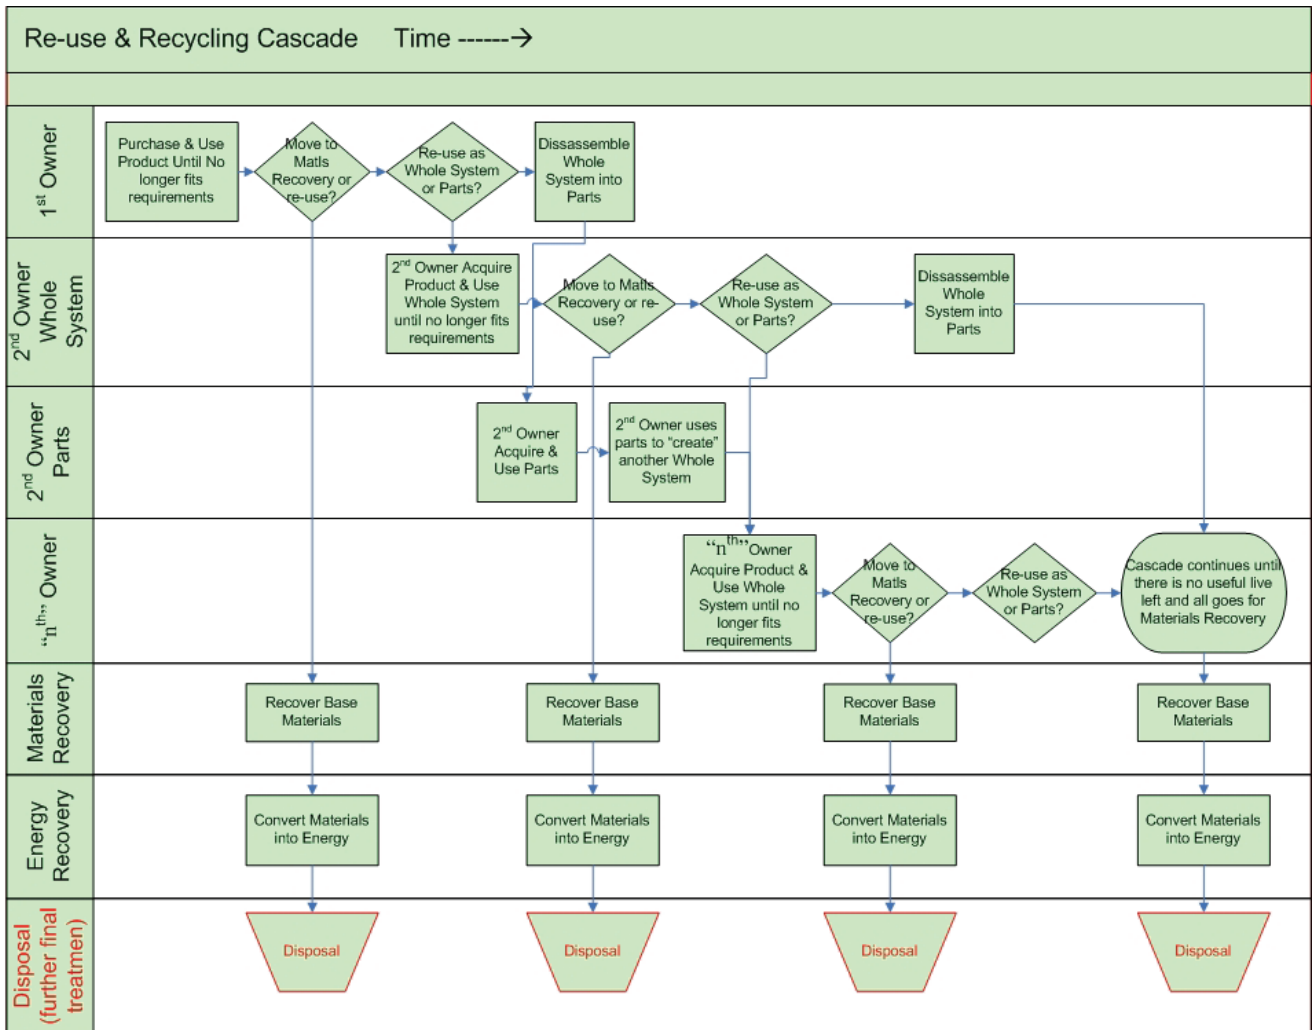 Re-use & Recycling Cascade Time ------→
1st Owner
Purchase & Use
Product Until No
longer fits
requirements
Move to
Matls
Recovery or
re-use?
Re-use as
Whole System
or Parts?
Disassemble
Whole
System into
Parts
2nd Owner
Whole
System
2nd Owner Acquire
Product & Use
Whole System
until no longer fits
requirements
Move to Matls
Recovery or re-
use?
Re-use as
Whole System
or Parts?
Dissassemble
Whole
System into
Parts
2nd Owner
Parts
2nd Owner
Acquire &
Use Parts
2nd Owner uses
parts to “create”
another Whole
System
“nth” Owner
“nth” Owner
Acquire Product &
Use Whole
System until no
longer fits
requirements
Move to
Matls
Recovery or
re-use?
Re-use as
Whole System
or Parts?
Cascade continues until
there is no useful live
left and all goes for
Materials Recovery
Materials
Recovery
Recover Base
Materials
Recover Base
Materials
Recover Base
Materials
Recover Base
Materials
Energy
Recovery
Convert Materials
into Energy
Convert Materials
into Energy
Convert Materials
into Energy
Convert Materials
into Energy
Disposal
(further final
treatmen)
Disposal
Disposal
Disposal
Disposal